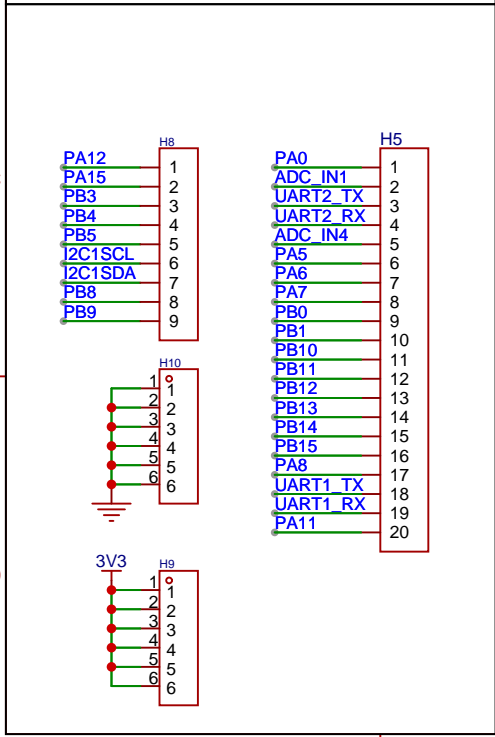 H8
PA12 1
PA15 2
PB3 3
PB4 4
PB5 5
I2C1SCL 6
I2C1SDA 7
PB8 8
PB9 9
H10
1 1
2 2
3 3
4 4
5 5
6 6
3V3
H9
1 1
2 2
3 3
4 4
5 5
6 6
H5
PA0 1
ADC_IN1 2
UART2_TX 3
UART2_RX 4
ADC_IN4 5
PA5 6
PA6 7
PA7 8
PB0 9
PB1 10
PB10 11
PB11 12
PB12 13
PB13 14
PB14 15
PB15 16
PA8 17
UART1_TX 18
UART1_RX 19
PA11 20